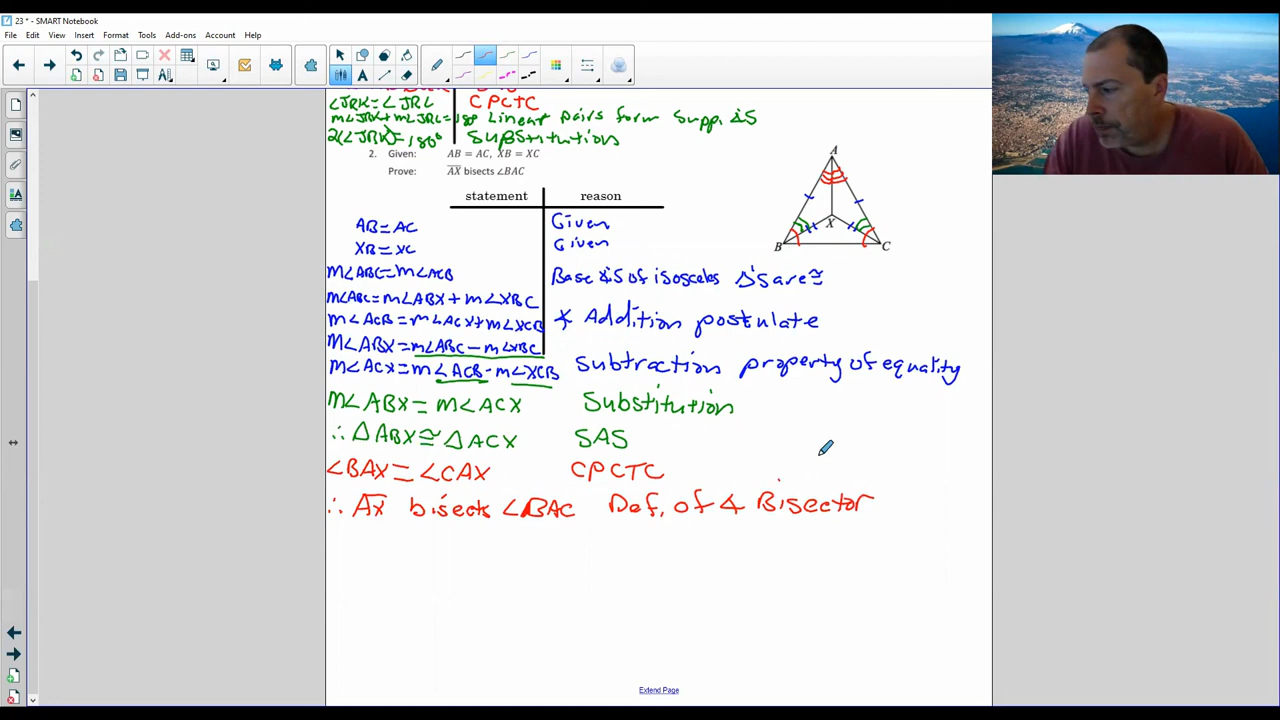 23 * - SMART Notebook
File Edit View Insert Format Tools Add-ons Account Help
∠JRK=∠JRL CPCTC
m∠JRK+m∠JRL=180 Linear pairs form supp. ∡s
2(∠JRK)=180° Substitution
2. Given: AB = AC, XB = XC
Prove: AX bisects ∠BAC
statement reason
AB=AC Given
XB=XC Given
m∠ABC=m∠ACB Base ∡s of isosceles Δ's are ≅
m∠ABC=m∠ABX+m∠XBC
m∠ACB=m∠ACX+m∠XCB ∡ Addition postulate
m∠ABX=m∠ABC-m∠XBC
m∠ACX=m∠ACB-m∠XCB Subtraction property of equality
m∠ABX=m∠ACX Substitution
∴ΔABX≅ΔACX SAS
∠BAX=∠CAX CPCTC
∴AX bisects ∠BAC Def. of ∡ Bisector
A
X
B C
Extend Page